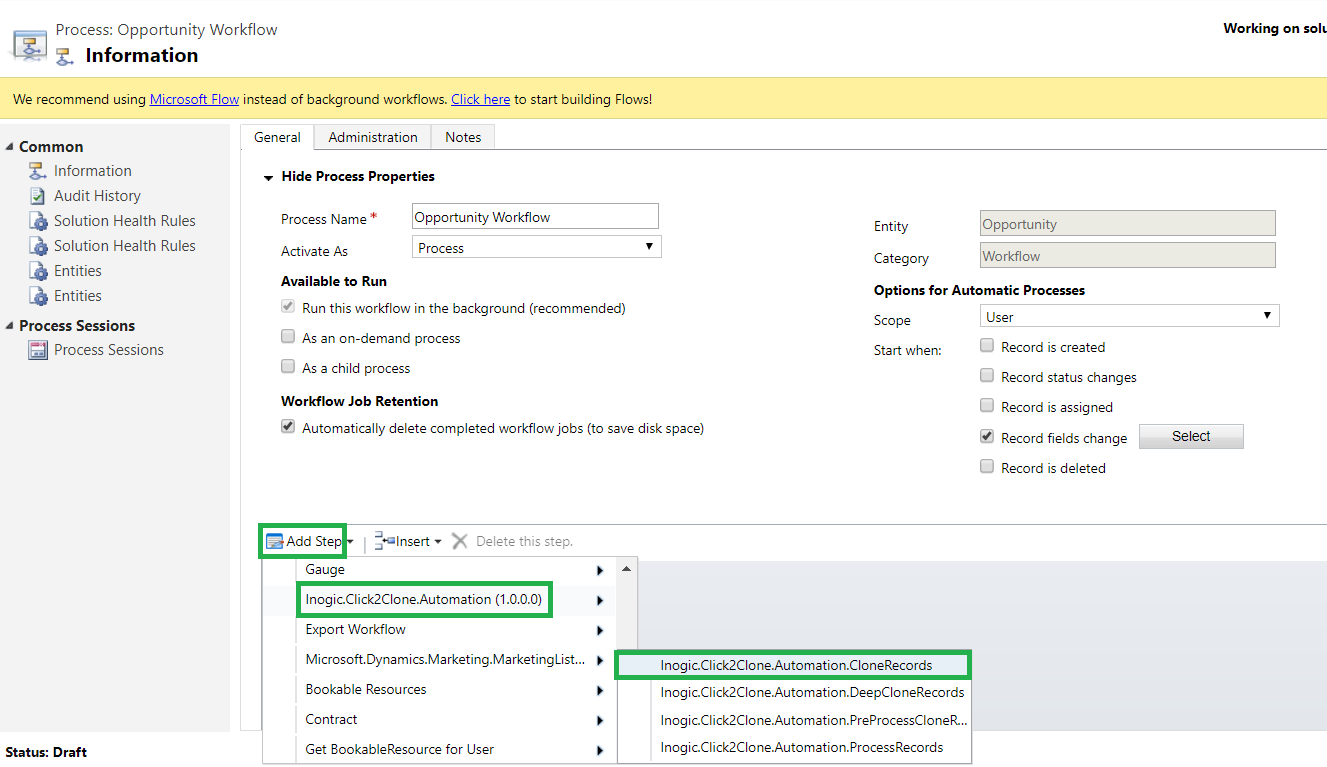 Process: Opportunity Workflow
Working on solu
Information
We recommend using Microsoft Flow instead of background workflows. Click here to start building Flows!
Common
Information
Audit History
Solution Health Rules
Solution Health Rules
Entities
Entities
Process Sessions
Process Sessions
General Administration Notes
Hide Process Properties
Process Name *
Opportunity Workflow
Activate As
Process
Available to Run
Run this workflow in the background (recommended)
As an on-demand process
As a child process
Workflow Job Retention
Automatically delete completed workflow jobs (to save disk space)
Entity
Opportunity
Category
Workflow
Options for Automatic Processes
Scope
User
Start when:
Record is created
Record status changes
Record is assigned
Record fields change
Select
Record is deleted
Add Step
Insert
Delete this step.
Gauge
Inogic.Click2Clone.Automation (1.0.0.0)
Export Workflow
Microsoft.Dynamics.Marketing.MarketingList...
Bookable Resources
Contract
Get BookableResource for User
Inogic.Click2Clone.Automation.CloneRecords
Inogic.Click2Clone.Automation.DeepCloneRecords
Inogic.Click2Clone.Automation.PreProcessCloneR...
Inogic.Click2Clone.Automation.ProcessRecords
Status: Draft